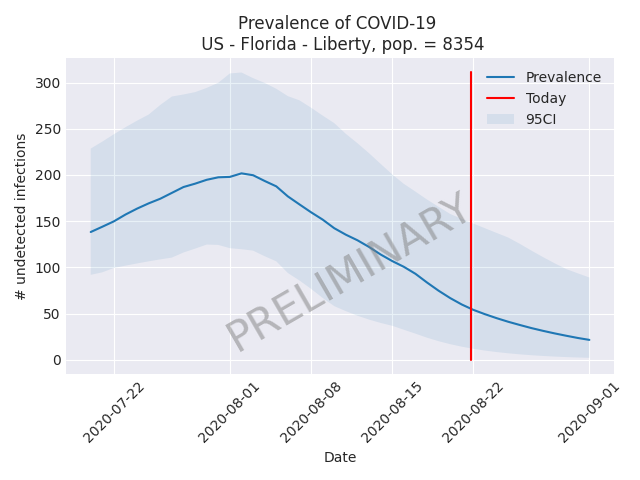 Prevalence of COVID-19
US - Florida - Liberty, pop. = 8354
300
250
200
150
100
50
0
# undetected infections
Prevalence
Today
95CI
PRELIMINARY
2020-07-22
2020-08-01
2020-08-08
2020-08-15
2020-08-22
2020-09-01
Date